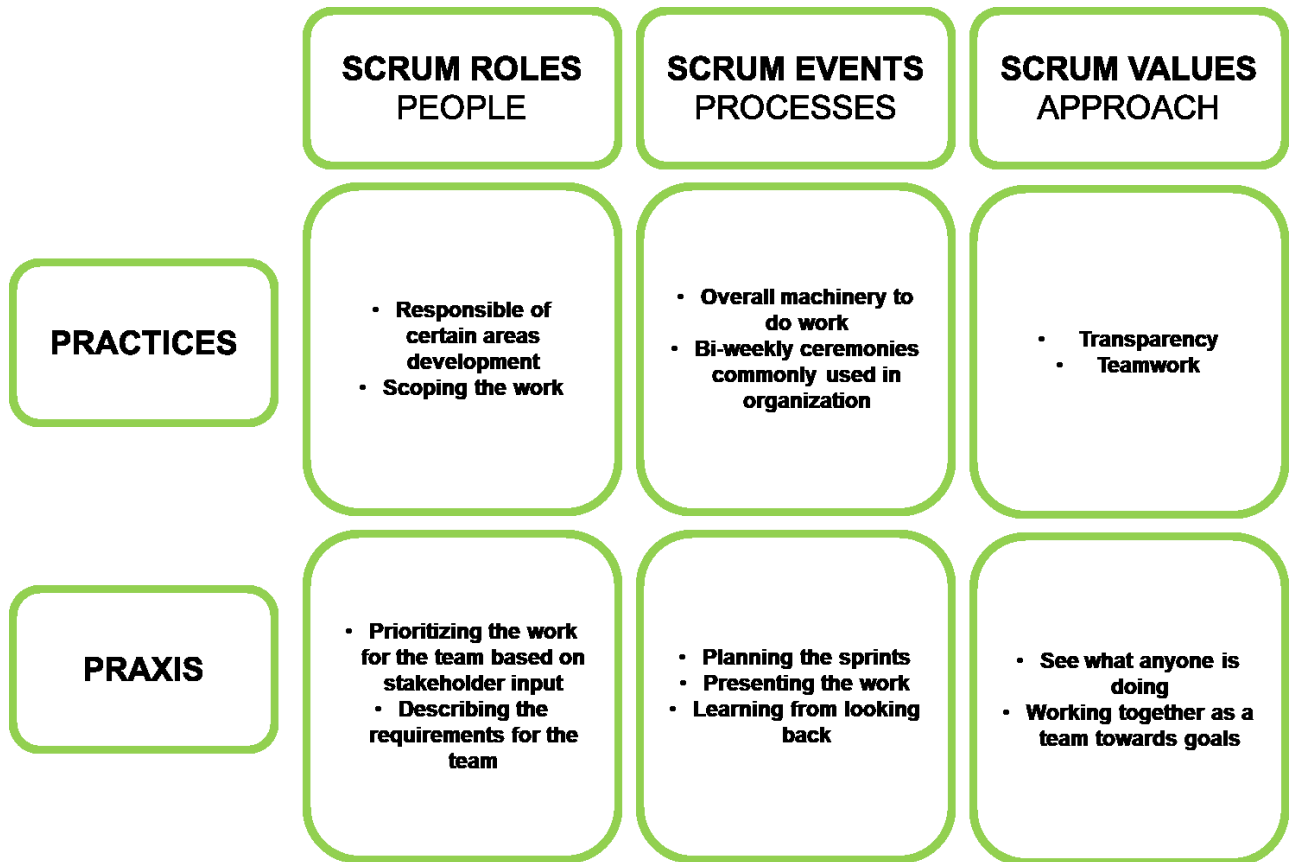 SCRUM ROLES
PEOPLE
SCRUM EVENTS
PROCESSES
SCRUM VALUES
APPROACH
PRACTICES
• Responsible of
certain areas
development
• Scoping the work
• Overall machinery to
do work
• Bi-weekly ceremonies
commonly used in
organization
• Transparency
• Teamwork
PRAXIS
• Prioritizing the work
for the team based on
stakeholder input
• Describing the
requirements for the
team
• Planning the sprints
• Presenting the work
• Learning from looking
back
• See what anyone is
doing
• Working together as a
team towards goals